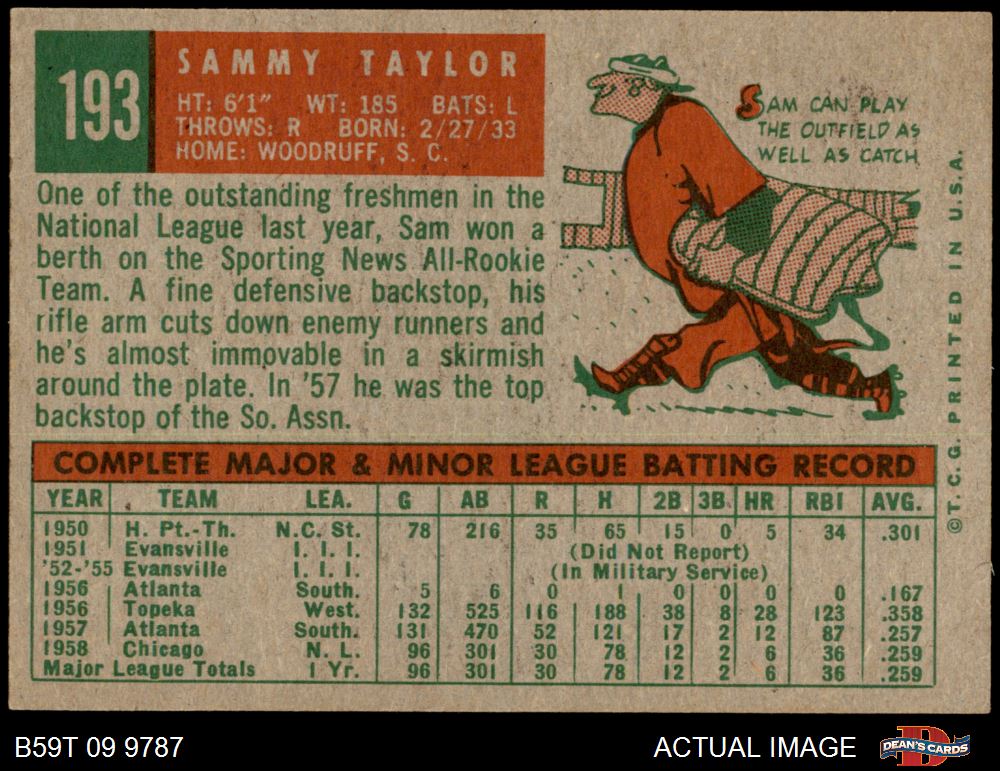 193
SAMMY TAYLOR
HT: 6'1" WT: 185 BATS: L
THROWS: R BORN: 2/27/33
HOME: WOODRUFF, S. C.
SAM CAN PLAY
THE OUTFIELD AS
WELL AS CATCH
One of the outstanding freshmen in the
National League last year, Sam won a
berth on the Sporting News All-Rookie
Team. A fine defensive backstop, his
rifle arm cuts down enemy runners and
he's almost immovable in a skirmish
around the plate. In '57 he was the top
backstop of the So. Assn.
©T. C. G. PRINTED IN U.S.A.
COMPLETE MAJOR & MINOR LEAGUE BATTING RECORD
YEAR TEAM LEA. G AB R H 2B 3B HR RBI AVG.
1950 H. Pt.-Th. N.C. St. 78 216 35 65 15 0 5 34 .301
1951 Evansville I. I. I. (Did Not Report)
'52-'55 Evansville I. I. I. (In Military Service)
1956 Atlanta South. 5 6 0 1 0 0 0 0 .167
1956 Topeka West. 132 525 116 188 38 8 28 123 .358
1957 Atlanta South. 131 470 52 121 17 2 12 87 .257
1958 Chicago N. L. 96 301 30 78 12 2 6 36 .259
Major League Totals 1 Yr. 96 301 30 78 12 2 6 36 .259
B59T 09 9787 ACTUAL IMAGE DEAN'S CARDS